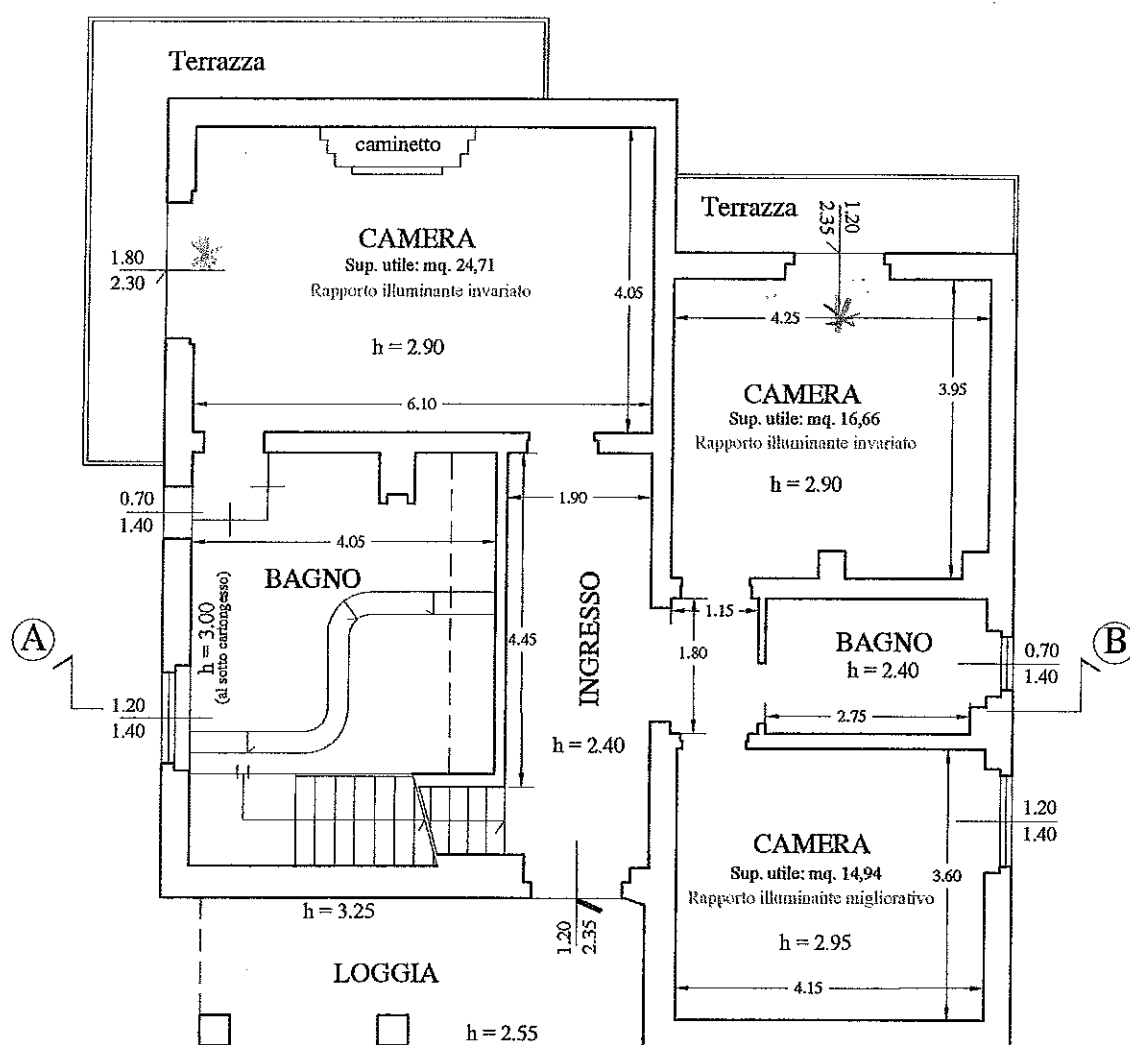 Terrazza
caminetto
CAMERA
Sup. utile: mq. 24,71
Rapporto illuminante invariato
h = 2.90
4.05
6.10
1.80
2.30
Terrazza
1.20
2.35
4.25
3.95
CAMERA
Sup. utile: mq. 16,66
Rapporto illuminante invariato
h = 2.90
0.70
1.40
4.05
BAGNO
h = 3.00
(al sotto cartongesso)
A
1.20
1.40
1.90
4.45
INGRESSO
h = 2.40
1.15
1.80
BAGNO
h = 2.40
2.75
0.70
1.40
B
1.20
1.40
CAMERA
Sup. utile: mq. 14,94
Rapporto illuminante migliorativo
h = 2.95
3.60
4.15
h = 3.25
1.20
2.35
LOGGIA
h = 2.55